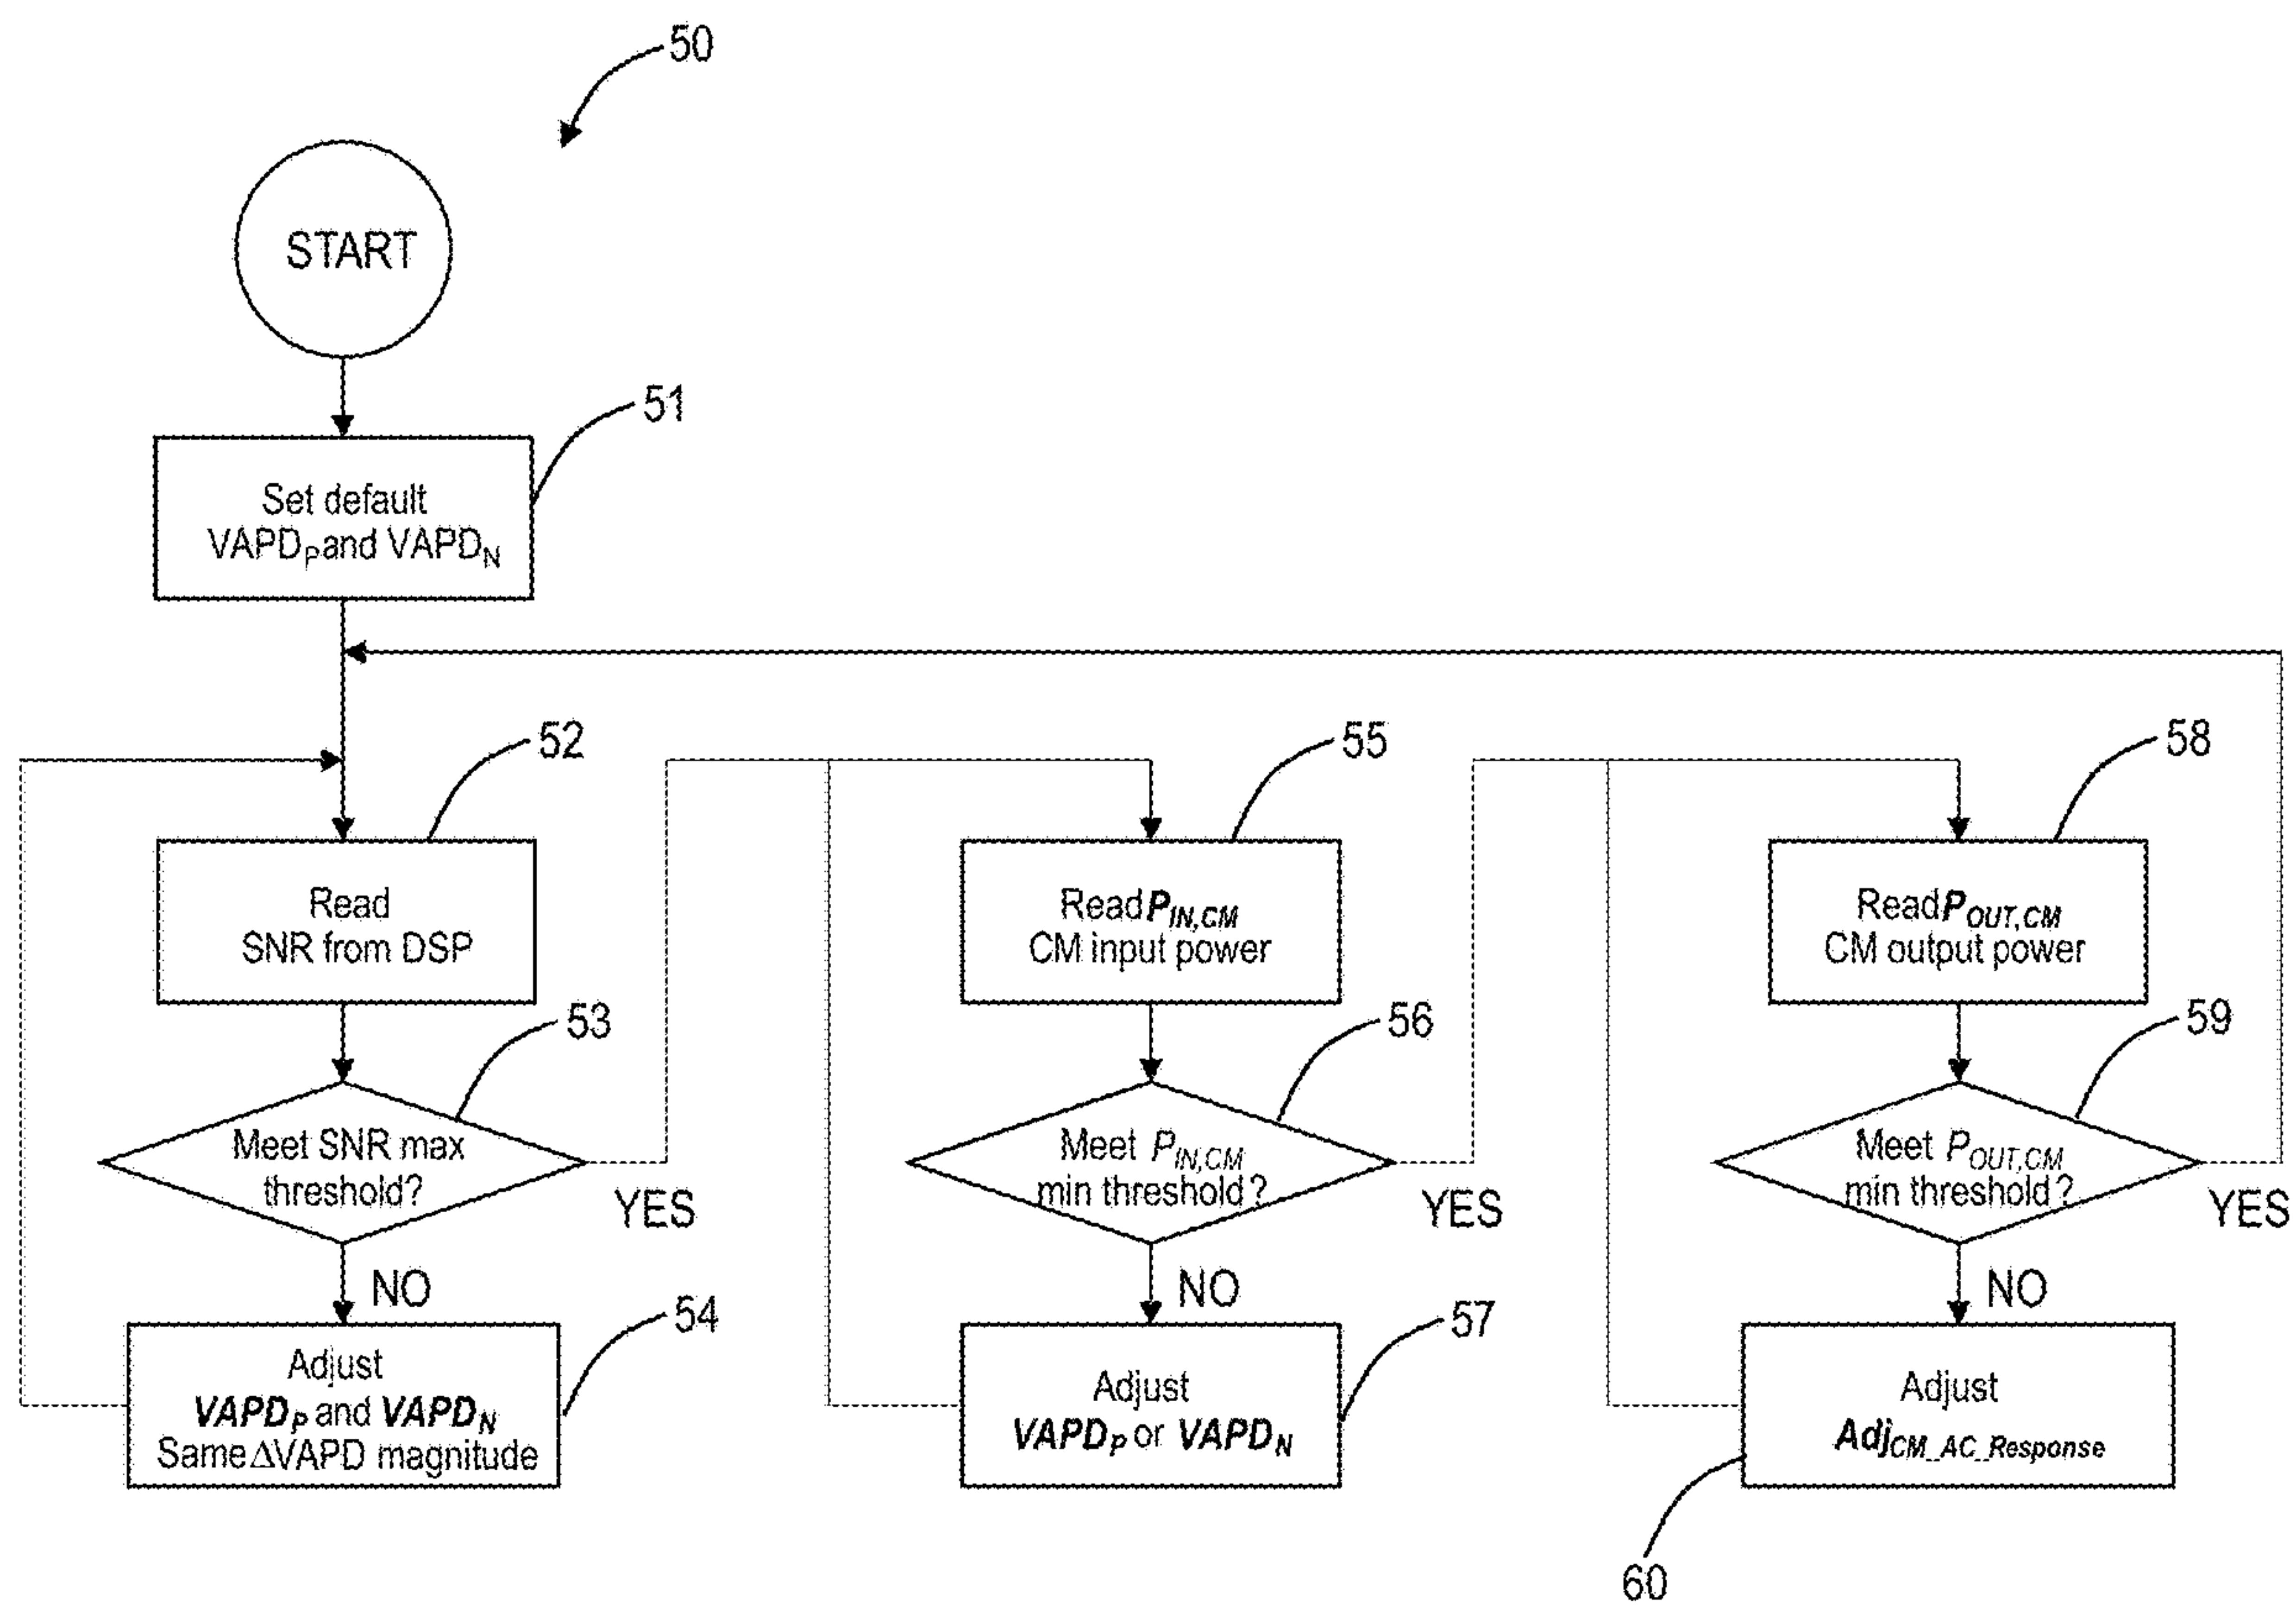 50
START
51
Set default
VAPDP and VAPDN
52
55
58
Read
SNR from DSP
Read PIN,CM
CM input power
Read POUT,CM
CM output power
53
56
59
Meet SNR max
threshold?
YES
Meet PIN,CM
min threshold?
YES
Meet POUT,CM
min threshold?
YES
NO
NO
NO
54
57
Adjust
VAPDP and VAPDN
Same ΔVAPD magnitude
Adjust
VAPDP or VAPDN
Adjust
AdjCM_AC_Response
60